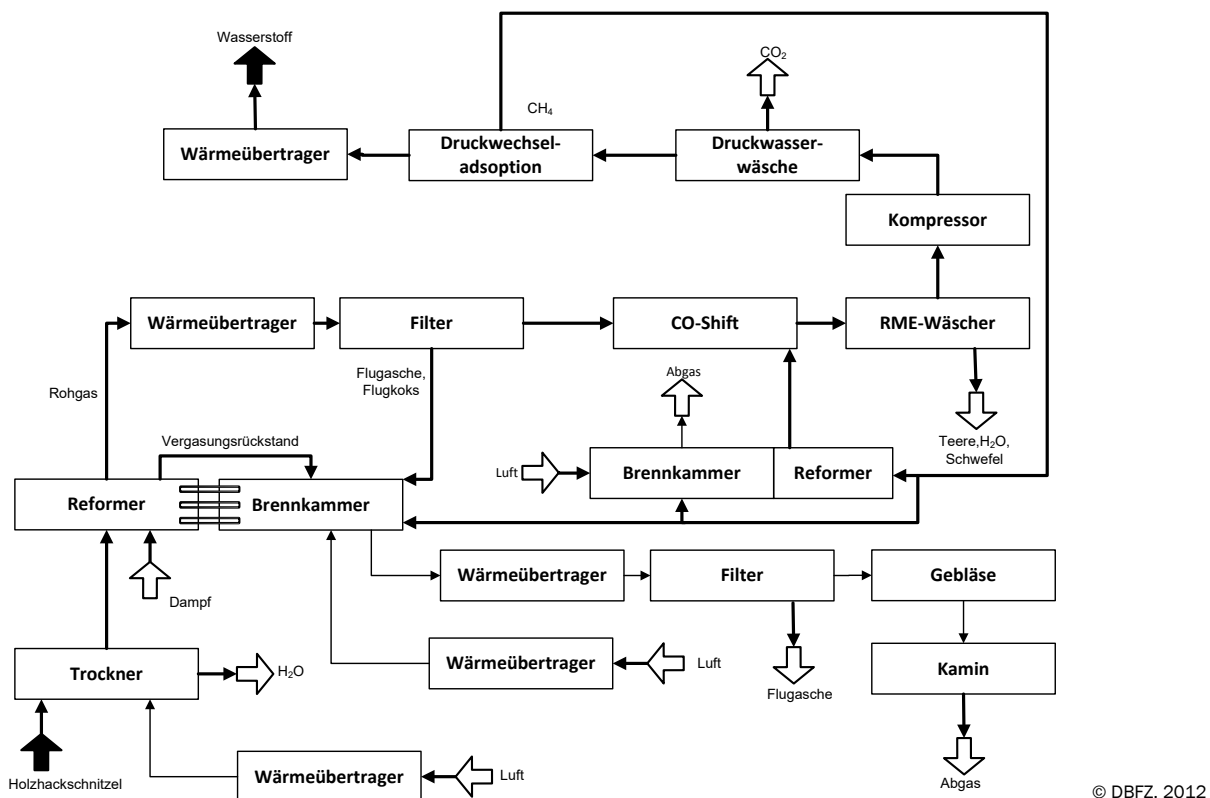 Wasserstoff
CO₂
CH₄
Wärmeübertrager
Druckwechsel-
adsoption
Druckwasser-
wäsche
Kompressor
Wärmeübertrager
Filter
CO-Shift
RME-Wäscher
Rohgas
Flugasche,
Flugkoks
Abgas
Teere,H₂O,
Schwefel
Vergasungsrückstand
Luft
Brennkammer
Reformer
Reformer
Brennkammer
Dampf
Wärmeübertrager
Filter
Gebläse
Trockner
H₂O
Wärmeübertrager
Luft
Flugasche
Kamin
Holzhackschnitzel
Wärmeübertrager
Luft
Abgas
© DBFZ, 2012